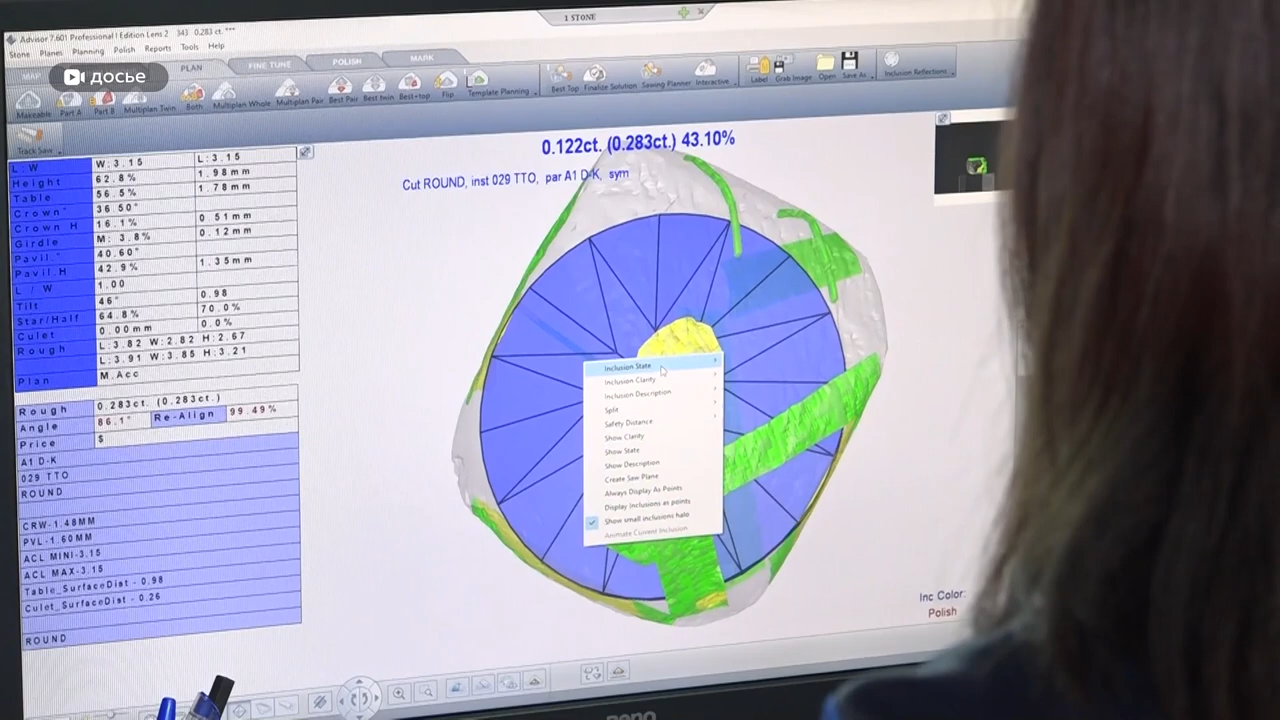 1 STONE
Advisor 7.601 Professional | Edition Lens 2 343 0.283 ct. ***
Stone Planes Planning Polish Reports Tools Help
MAP PLAN FINE TUNE POLISH MARK
досье
Makeable Part A Part B Multiplan Twin Both Multiplan Whole Multiplan Pair Best Pair Best twin Best+top Flip Template Planning Best Top Finalize Solution Sawing Planner Interactive Label Grab Image Open Save As Inclusion Reflections
Track Saw
0.122ct. (0.283ct.) 43.10%
Cut ROUND, inst 029 TTO, par A1 D-K, sym
L:W W:3.15 L:3.15
Height 62.8% 1.98mm
Table 56.5% 1.78 mm
Crown° 36.50°
Crown H 16.1% 0.51mm
Girdle M: 3.8% 0.12mm
Pavil.° 40.60°
Pavil.H 42.9% 1.35mm
L / W 1.00
Tilt 46° 0.98
Star/Half 64.8% 70.0%
Culet 0.00mm 0.0%
Rough L:3.82 W:2.82 H:2.67
L:3.91 W:3.85 H:3.21
Plan M.Acc
Rough 0.283ct. (0.283ct.)
Angle 86.1° Re-Align 99.49%
Price $
A1 D-K
029 TTO
ROUND
CRW-1.48MM
PVL-1.60MM
ACL MINI-3.15
ACL MAX-3.15
Table_SurfaceDist - 0.98
Culet_SurfaceDist - 0.26
ROUND
Inclusion State
Inclusion Clarity
Inclusion Description
Split
Safety Distance
Show Clarity
Show State
Show Description
Create Saw Plane
Always Display As Points
Display Inclusions as points
Show small inclusions halo
Animate Current Inclusion
Inc Color:
Polish